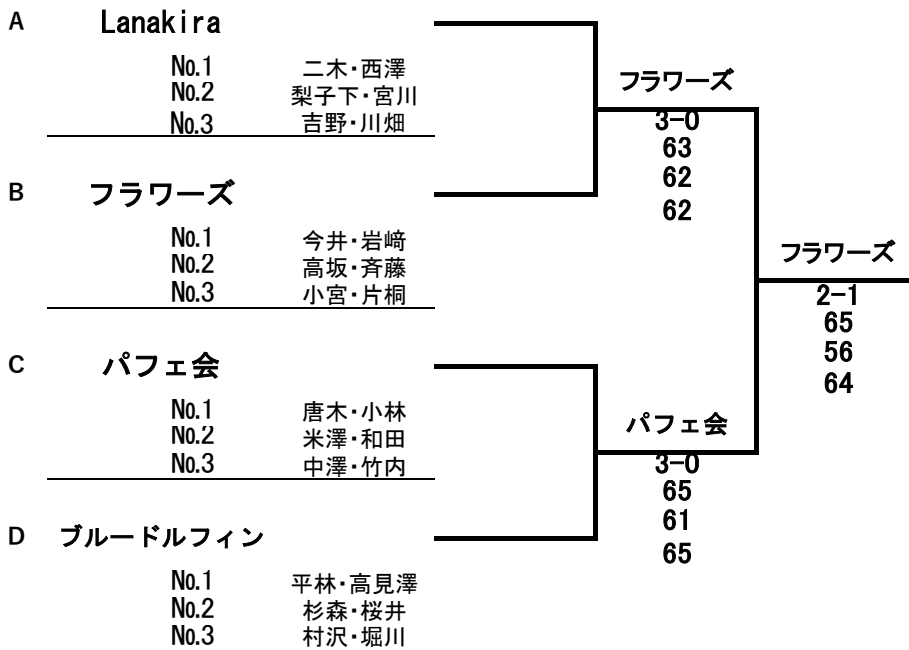 A Lanakira
No.1 二木・西澤
No.2 梨子下・宮川
No.3 吉野・川畑
フラワーズ
3-0
63
62
62
B フラワーズ
No.1 今井・岩﨑
No.2 高坂・斉藤
No.3 小宮・片桐
フラワーズ
2-1
65
56
64
C パフェ会
No.1 唐木・小林
No.2 米澤・和田
No.3 中澤・竹内
パフェ会
3-0
65
61
65
D ブルードルフィン
No.1 平林・高見澤
No.2 杉森・桜井
No.3 村沢・堀川